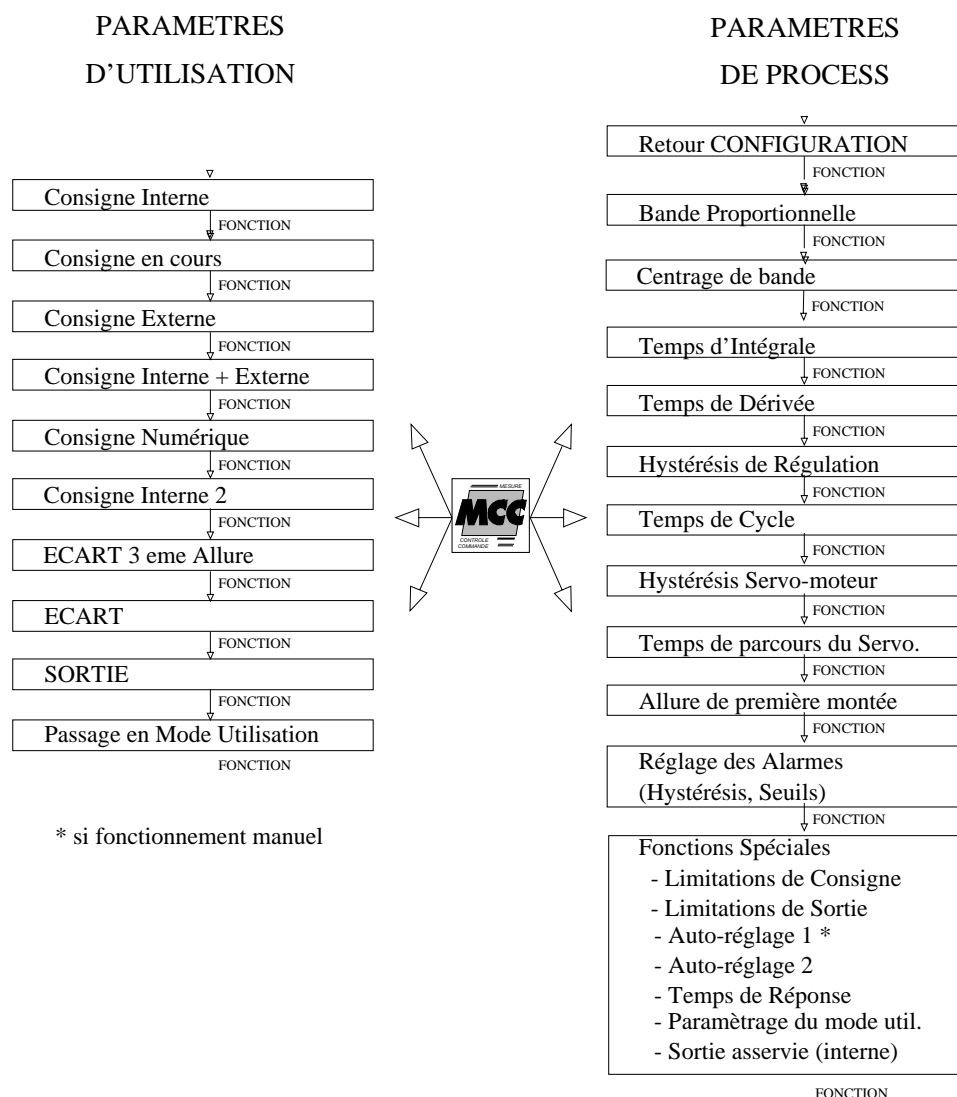 PARAMETRES
D'UTILISATION
Consigne Interne
FONCTION
Consigne en cours
FONCTION
Consigne Externe
FONCTION
Consigne Interne + Externe
FONCTION
Consigne Numérique
FONCTION
Consigne Interne 2
FONCTION
ECART 3 eme Allure
FONCTION
ECART
FONCTION
SORTIE
FONCTION
Passage en Mode Utilisation
FONCTION
* si fonctionnement manuel
MESURE
MCC
CONTROLE
COMMANDE
PARAMETRES
DE PROCESS
Retour CONFIGURATION
FONCTION
Bande Proportionnelle
FONCTION
Centrage de bande
FONCTION
Temps d'Intégrale
FONCTION
Temps de Dérivée
FONCTION
Hystérésis de Régulation
FONCTION
Temps de Cycle
FONCTION
Hystérésis Servo-moteur
FONCTION
Temps de parcours du Servo.
FONCTION
Allure de première montée
FONCTION
Réglage des Alarmes
(Hystérésis, Seuils)
FONCTION
Fonctions Spéciales
- Limitations de Consigne
- Limitations de Sortie
- Auto-réglage 1 *
- Auto-réglage 2
- Temps de Réponse
- Paramètrage du mode util.
- Sortie asservie (interne)
FONCTION